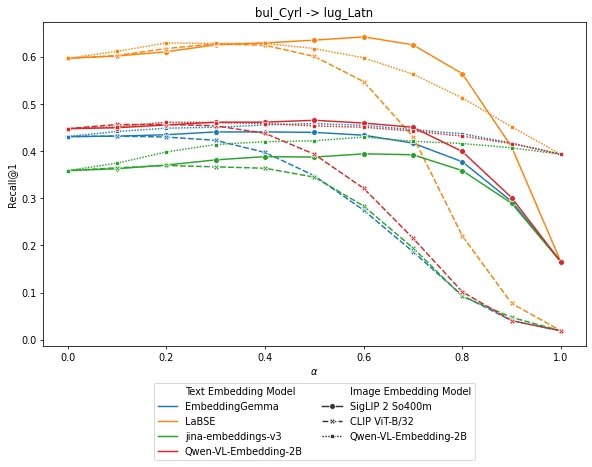 bul_Cyrl -> lug_Latn
Recall@1
0.6
0.5
0.4
0.3
0.2
0.1
0.0
0.0 0.2 0.4 0.6 0.8 1.0
α
Text Embedding Model Image Embedding Model
EmbeddingGemma SigLIP 2 So400m
LaBSE CLIP ViT-B/32
jina-embeddings-v3 Qwen-VL-Embedding-2B
Qwen-VL-Embedding-2B